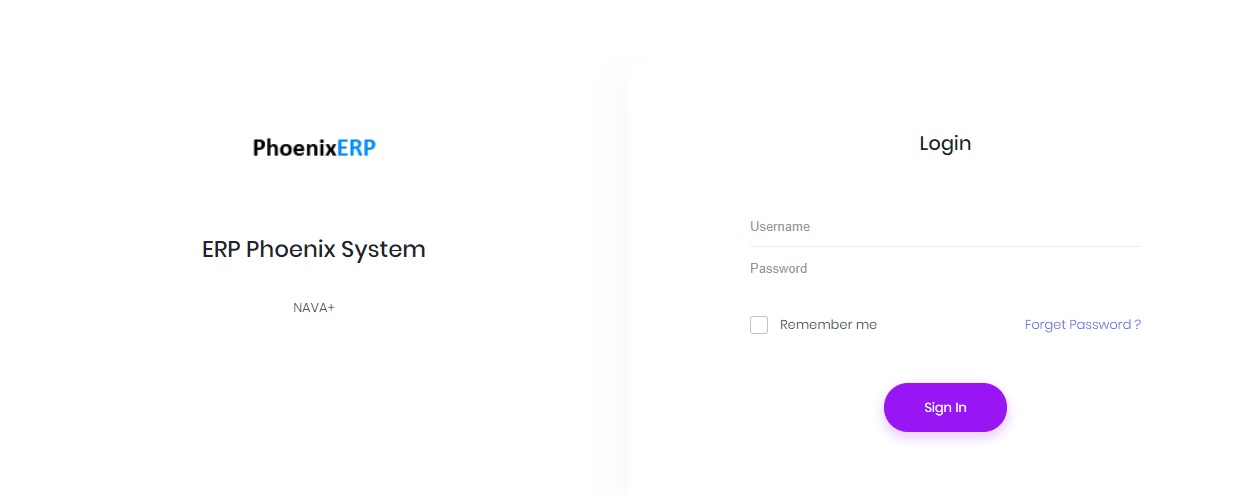 PhoenixERP
ERP Phoenix System
NAVA+
Login
Username
Password
Remember me
Forget Password ?
Sign In